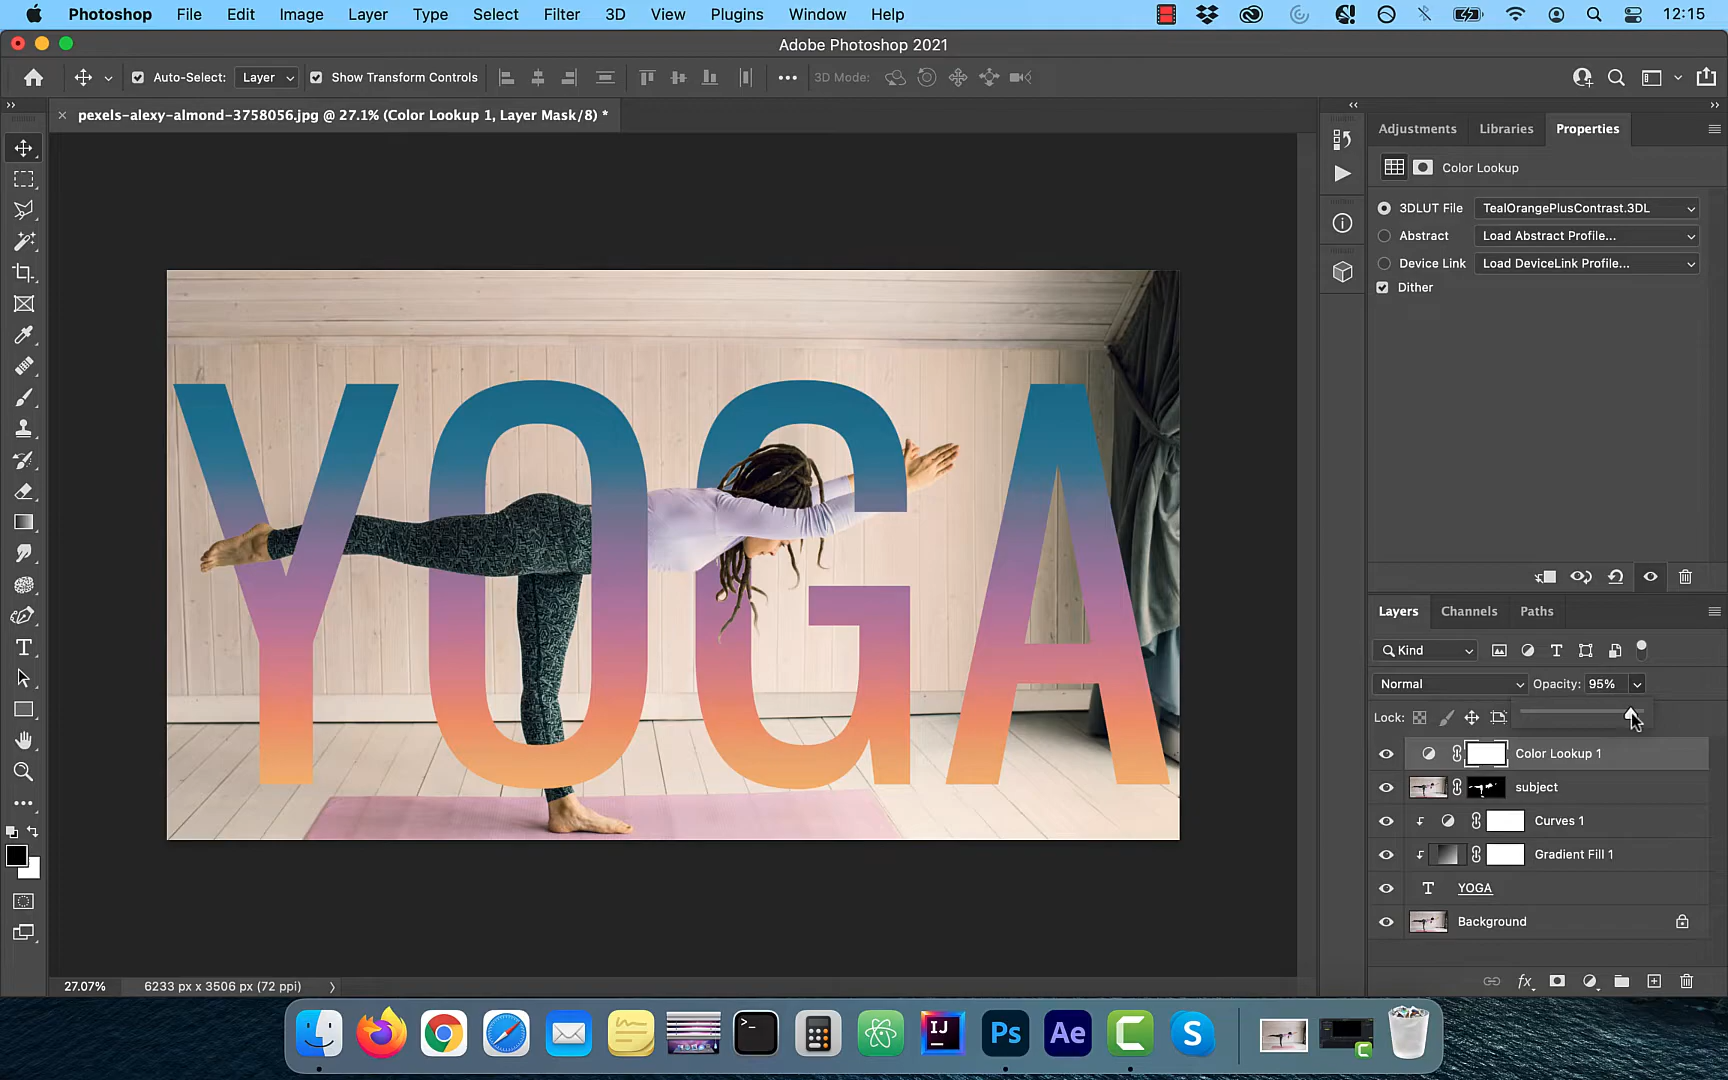 Photoshop File Edit Image Layer Type Select Filter 3D View Plugins Window Help 12:15
Adobe Photoshop 2021
Auto-Select: Layer Show Transform Controls 3D Mode:
pexels-alexy-almond-3758056.jpg @ 27.1% (Color Lookup 1, Layer Mask/8) *
Adjustments Libraries Properties
Color Lookup
3DLUT File TealOrangePlusContrast.3DL
Abstract Load Abstract Profile...
Device Link Load DeviceLink Profile...
Dither
YOGA
Layers Channels Paths
Kind
Normal Opacity: 95%
Lock:
Color Lookup 1
subject
Curves 1
Gradient Fill 1
T YOGA
Background
fx
27.07% 6233 px x 3506 px (72 ppi)
IJ Ps Ae C S